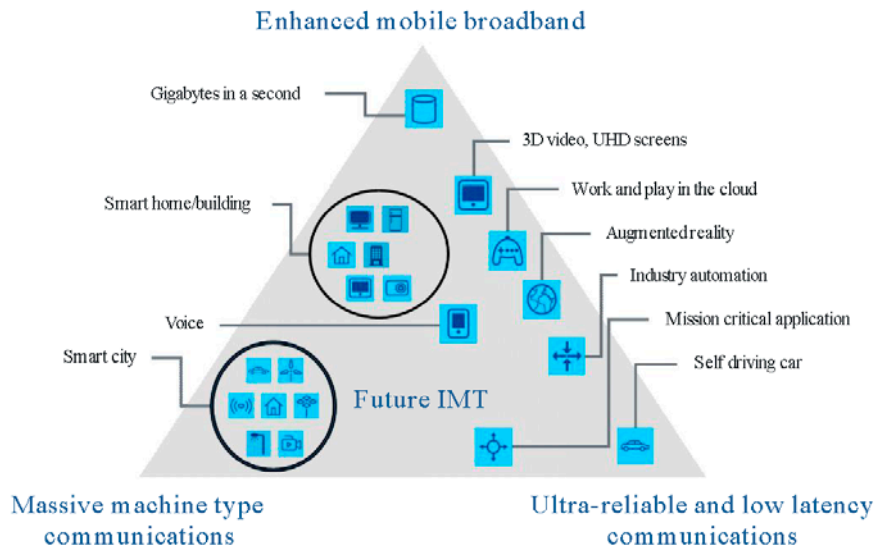 Enhanced mobile broadband
Gigabytes in a second
3D video, UHD screens
Work and play in the cloud
Smart home/building
Augmented reality
Industry automation
Voice
Mission critical application
Smart city
Self driving car
Future IMT
Massive machine type
communications
Ultra-reliable and low latency
communications